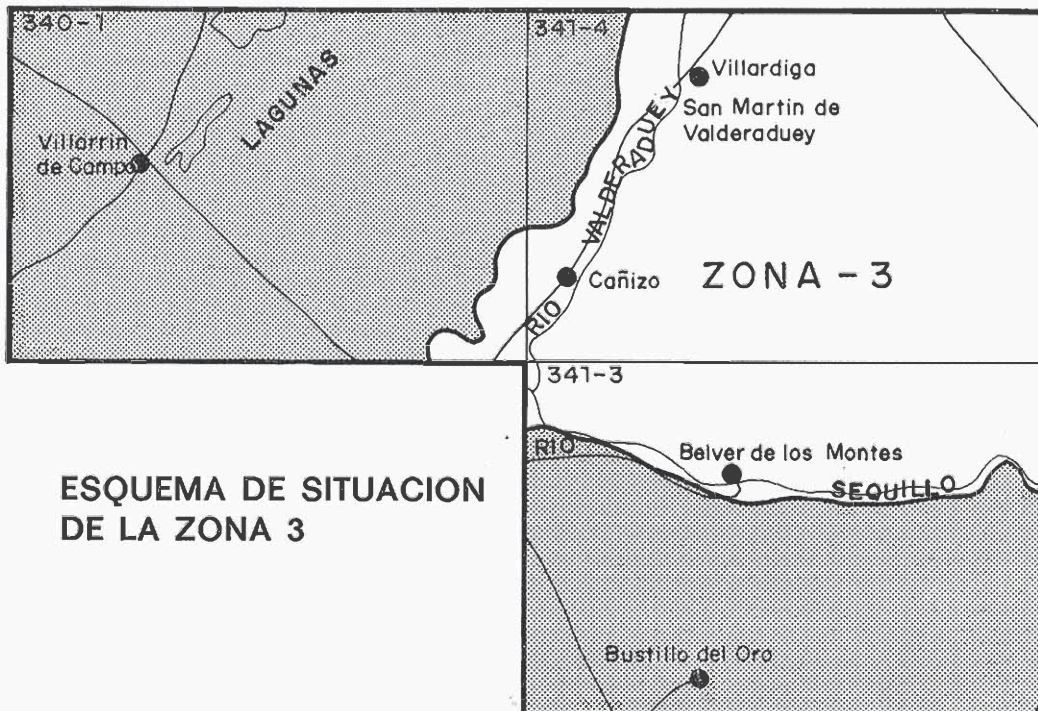 340-1
LAGUNAS
Villarrin
de Campo
341-4
Villardiga
San Martin de
Valderaduey
RIO VALDERADUEY
Cañizo
ZONA - 3
341-3
RIO SEQUILLO
Belver de los Montes
Bustillo del Oro
ESQUEMA DE SITUACION
DE LA ZONA 3